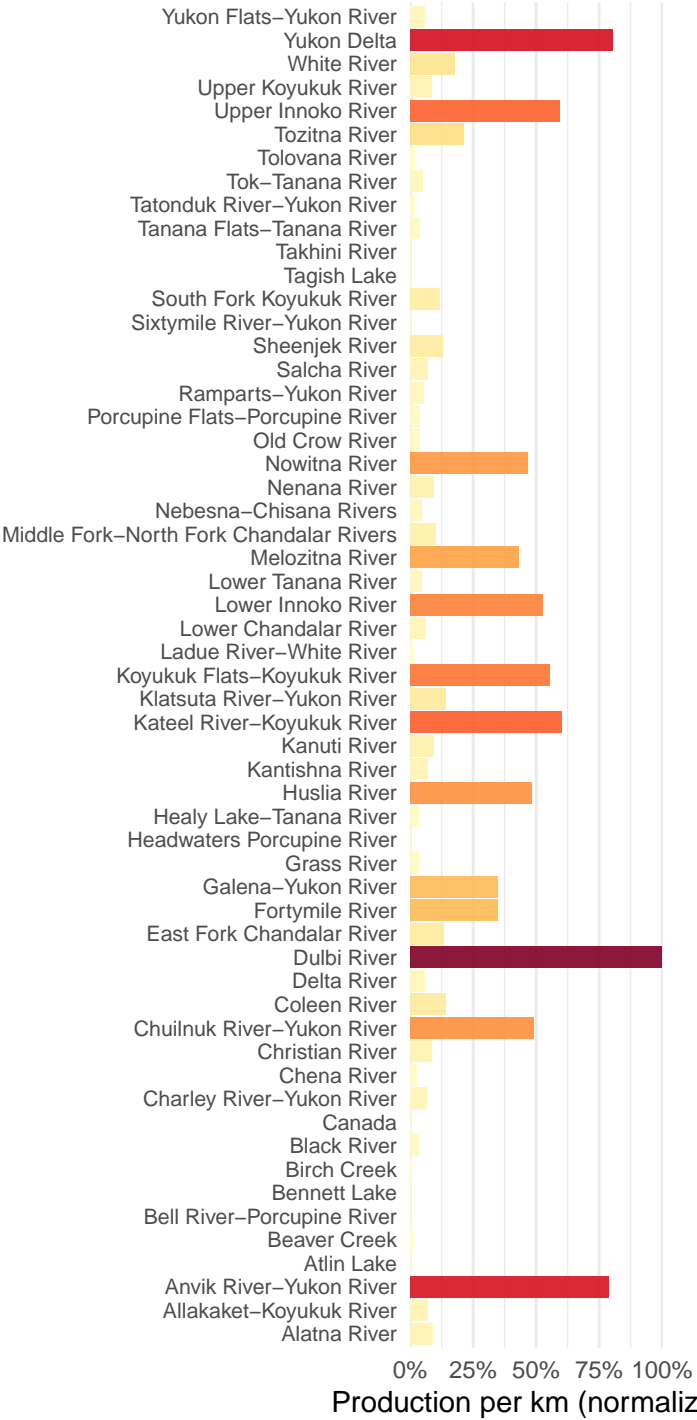 Yukon Flats−Yukon River
Yukon Delta
White River
Upper Koyukuk River
Upper Innoko River
Tozitna River
Tolovana River
Tok−Tanana River
Tatonduk River−Yukon River
Tanana Flats−Tanana River
Takhini River
Tagish Lake
South Fork Koyukuk River
Sixtymile River−Yukon River
Sheenjek River
Salcha River
Ramparts−Yukon River
Porcupine Flats−Porcupine River
Old Crow River
Nowitna River
Nenana River
Nebesna−Chisana Rivers
Middle Fork−North Fork Chandalar Rivers
Melozitna River
Lower Tanana River
Lower Innoko River
Lower Chandalar River
Ladue River−White River
Koyukuk Flats−Koyukuk River
Klatsuta River−Yukon River
Kateel River−Koyukuk River
Kanuti River
Kantishna River
Huslia River
Healy Lake−Tanana River
Headwaters Porcupine River
Grass River
Galena−Yukon River
Fortymile River
East Fork Chandalar River
Dulbi River
Delta River
Coleen River
Chuilnuk River−Yukon River
Christian River
Chena River
Charley River−Yukon River
Canada
Black River
Birch Creek
Bennett Lake
Bell River−Porcupine River
Beaver Creek
Atlin Lake
Anvik River−Yukon River
Allakaket−Koyukuk River
Alatna River
0% 25% 50% 75% 100%
Production per km (normaliz